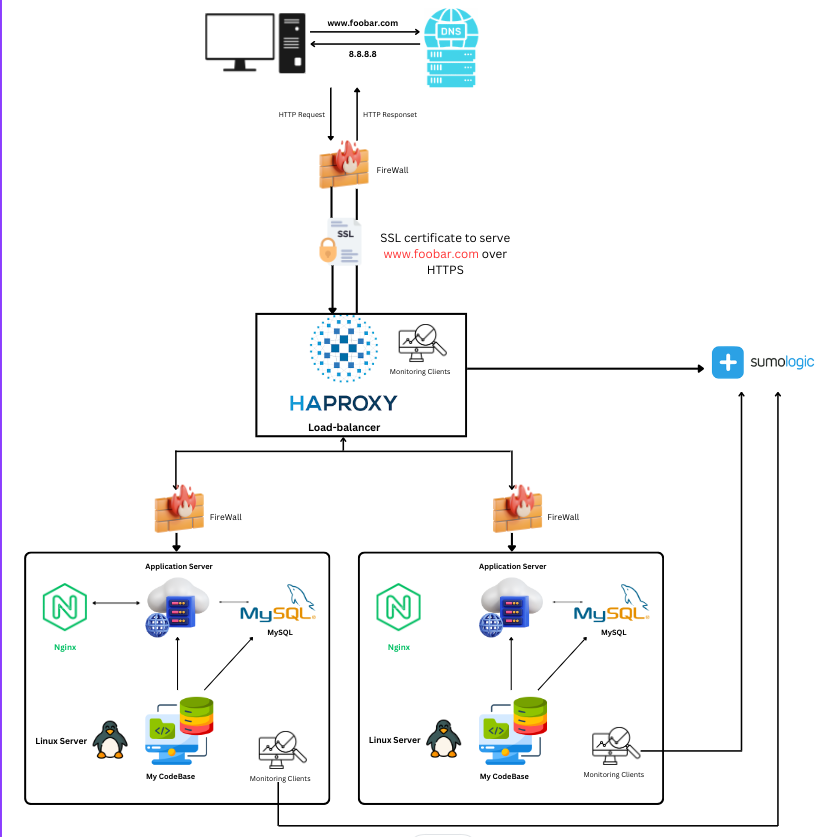 www.foobar.com
DNS
8.8.8.8
HTTP Request
HTTP Responset
FireWall
SSL
SSL certificate to serve
www.foobar.com over
HTTPS
Monitoring Clients
HAPROXY
Load-balancer
sumologic
FireWall
FireWall
Application Server
Nginx
MySQL
MySQL
Linux Server
</>
My CodeBase
Monitoring Clients
Application Server
Nginx
MySQL
MySQL
Linux Server
</>
My CodeBase
Monitoring Clients